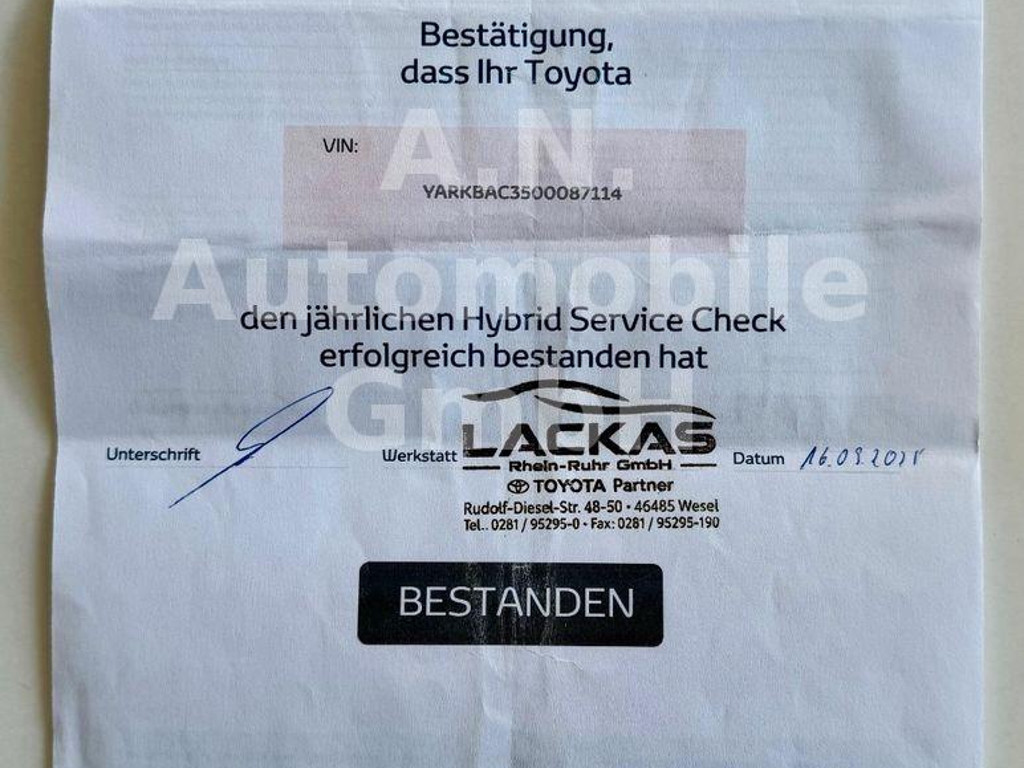 Bestätigung,
dass Ihr Toyota
VIN:
YARKBAC3500087114
den jährlichen Hybrid Service Check
erfolgreich bestanden hat
Unterschrift
Werkstatt
LACKAS
Rhein-Ruhr GmbH
TOYOTA Partner
Rudolf-Diesel-Str. 48-50 • 46485 Wesel
Tel.. 0281 / 95295-0 • Fax: 0281 / 95295-190
Datum
BESTANDEN
A.N.
Automobile
GmbH